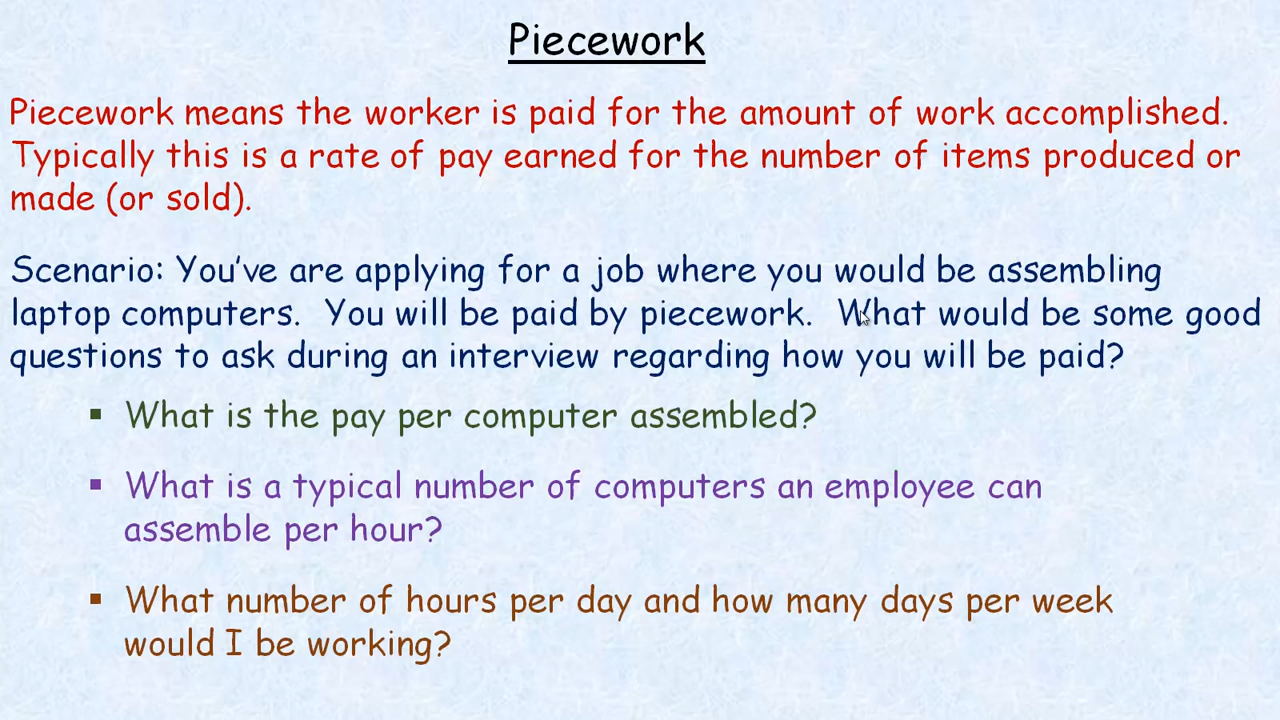 Piecework
Piecework means the worker is paid for the amount of work accomplished.
Typically this is a rate of pay earned for the number of items produced or
made (or sold).
Scenario: You've are applying for a job where you would be assembling
laptop computers. You will be paid by piecework. What would be some good
questions to ask during an interview regarding how you will be paid?
▪ What is the pay per computer assembled?
▪ What is a typical number of computers an employee can
assemble per hour?
▪ What number of hours per day and how many days per week
would I be working?